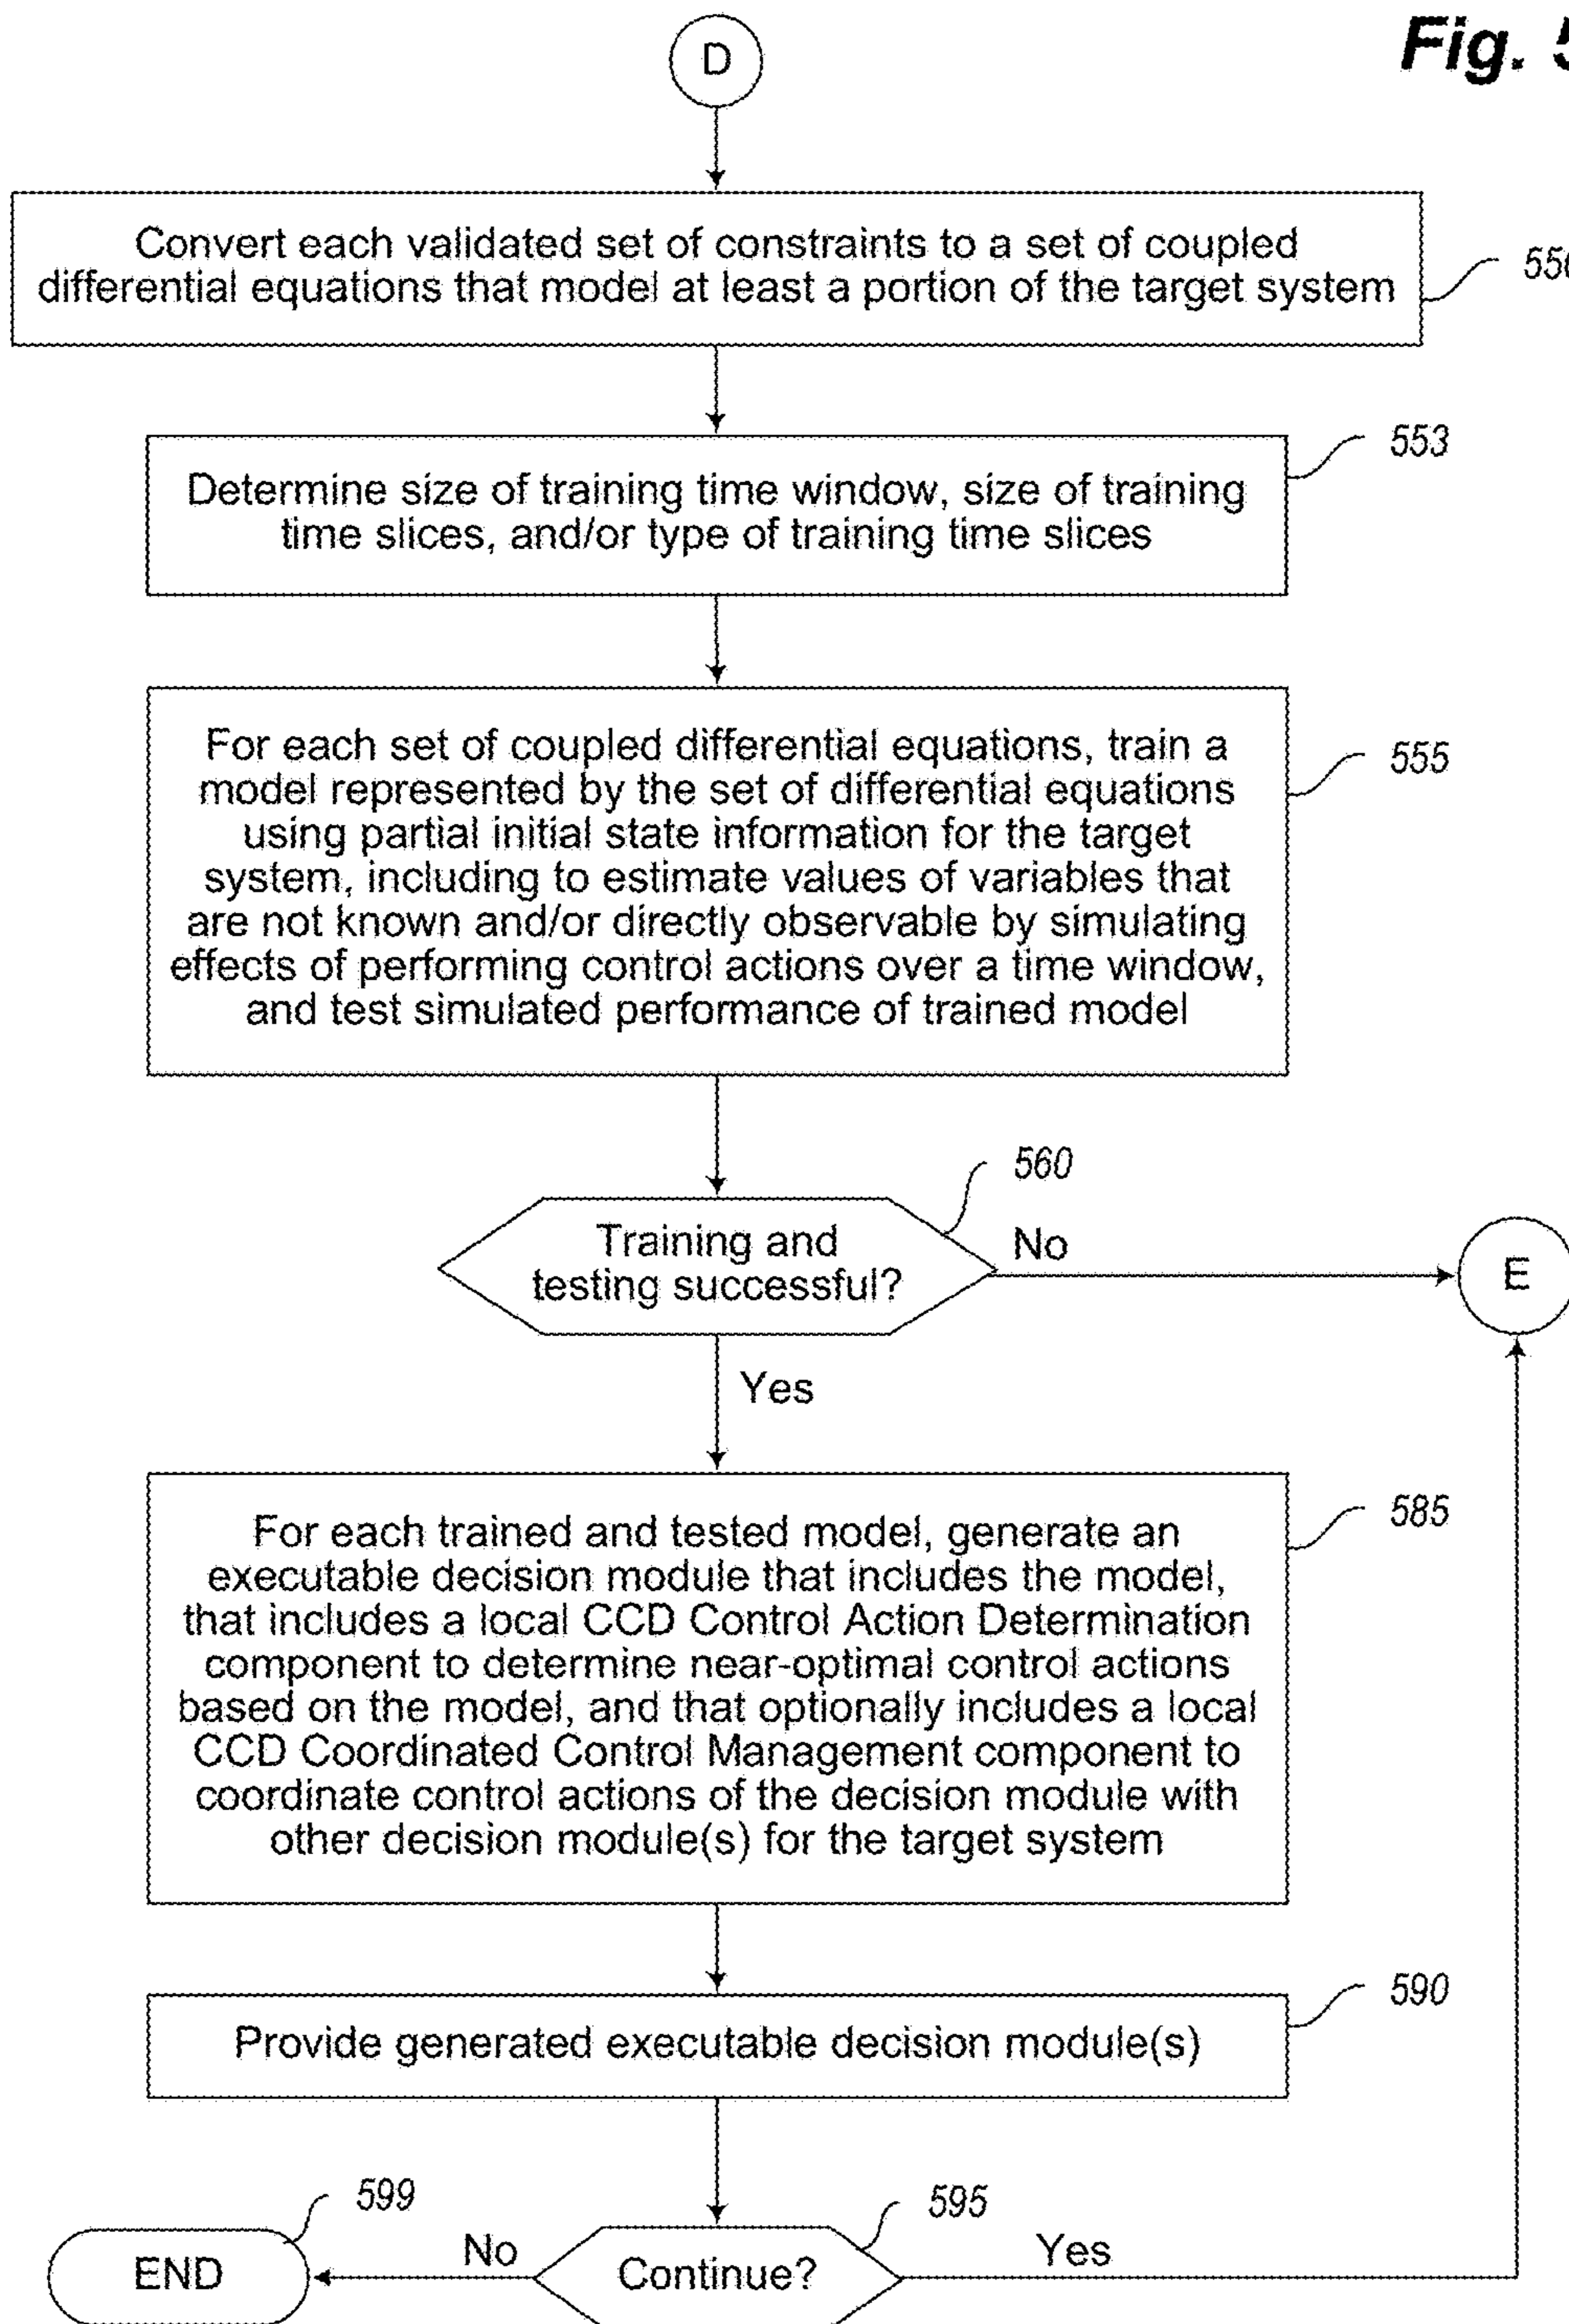 Fig. 5
D
Convert each validated set of constraints to a set of coupled
differential equations that model at least a portion of the target system
553
Determine size of training time window, size of training
time slices, and/or type of training time slices
For each set of coupled differential equations, train a
model represented by the set of differential equations
using partial initial state information for the target
system, including to estimate values of variables that
are not known and/or directly observable by simulating
effects of performing control actions over a time window,
and test simulated performance of trained model
555
560
Training and
testing successful?
No
E
Yes
For each trained and tested model, generate an
executable decision module that includes the model,
that includes a local CCD Control Action Determination
component to determine near-optimal control actions
based on the model, and that optionally includes a local
CCD Coordinated Control Management component to
coordinate control actions of the decision module with
other decision module(s) for the target system
585
590
Provide generated executable decision module(s)
599
END
No
595
Continue?
Yes